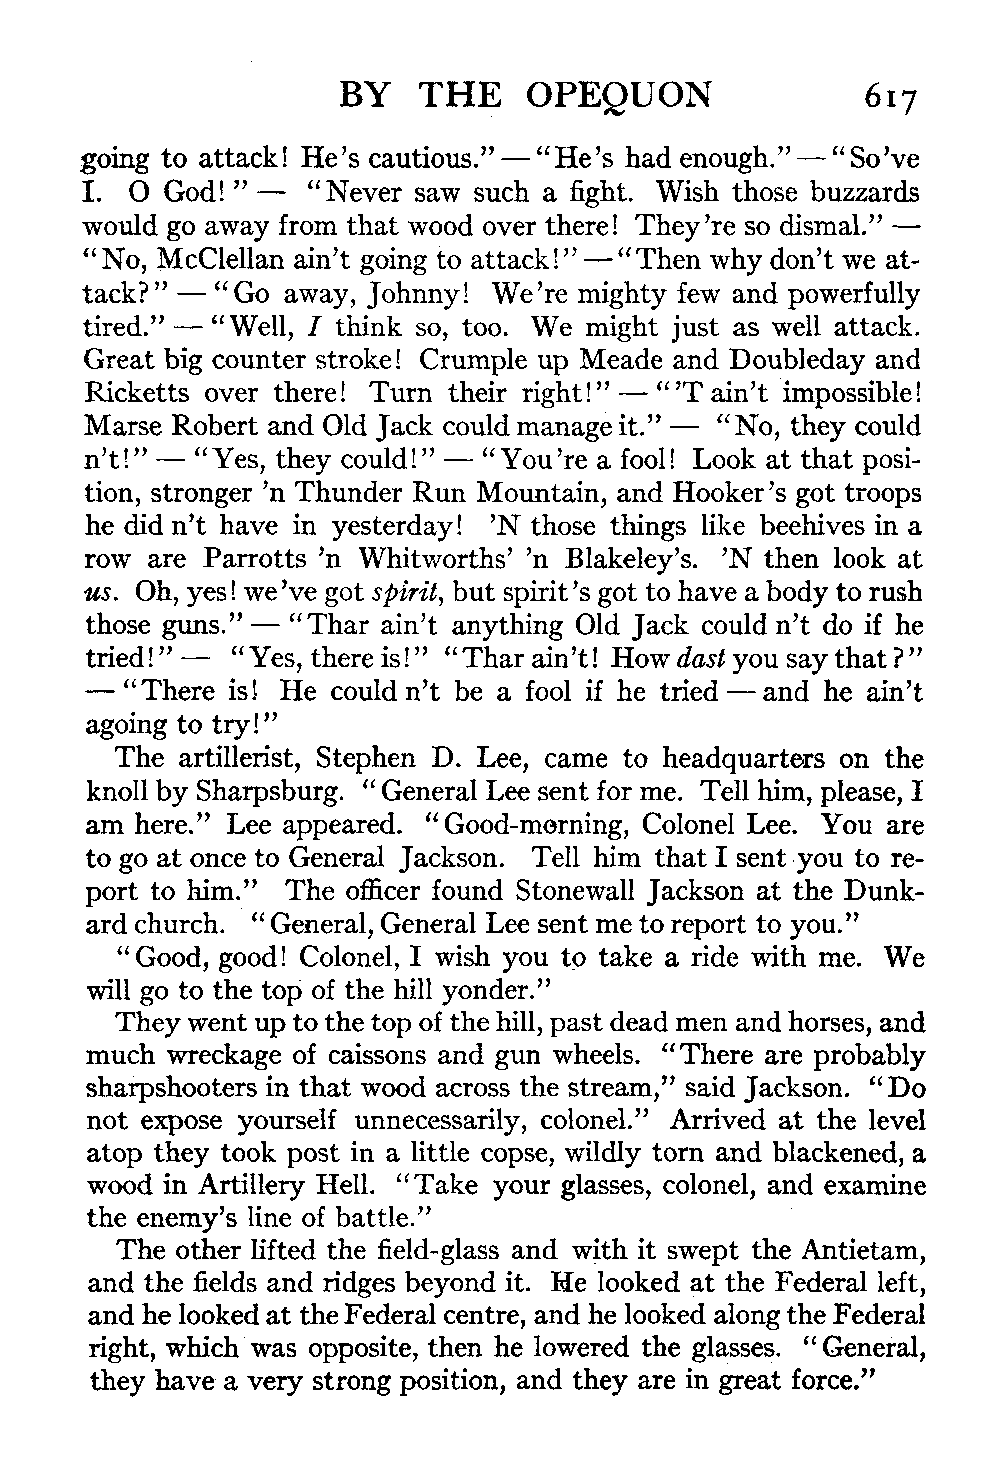 BY THE OPEQUON 617
going to attack! He's cautious." — "He's had enough." — "So've
I. O God!" — "Never saw such a fight. Wish those buzzards
would go away from that wood over there! They're so dismal." —
"No, McClellan ain't going to attack!" — "Then why don't we at-
tack?" — "Go away, Johnny! We're mighty few and powerfully
tired." — "Well, I think so, too. We might just as well attack.
Great big counter stroke! Crumple up Meade and Doubleday and
Ricketts over there! Turn their right!" — "'T ain't impossible!
Marse Robert and Old Jack could manage it." — "No, they could
n't!" — "Yes, they could!" — "You're a fool! Look at that posi-
tion, stronger 'n Thunder Run Mountain, and Hooker's got troops
he did n't have in yesterday! 'N those things like beehives in a
row are Parrotts 'n Whitworths' 'n Blakeley's. 'N then look at
us. Oh, yes! we've got spirit, but spirit's got to have a body to rush
those guns." — "Thar ain't anything Old Jack could n't do if he
tried!" — "Yes, there is!" "Thar ain't! How dast you say that?"
— "There is! He could n't be a fool if he tried — and he ain't
agoing to try!"
The artillerist, Stephen D. Lee, came to headquarters on the
knoll by Sharpsburg. "General Lee sent for me. Tell him, please, I
am here." Lee appeared. "Good-morning, Colonel Lee. You are
to go at once to General Jackson. Tell him that I sent you to re-
port to him." The officer found Stonewall Jackson at the Dunk-
ard church. "General, General Lee sent me to report to you."
"Good, good! Colonel, I wish you to take a ride with me. We
will go to the top of the hill yonder."
They went up to the top of the hill, past dead men and horses, and
much wreckage of caissons and gun wheels. "There are probably
sharpshooters in that wood across the stream," said Jackson. "Do
not expose yourself unnecessarily, colonel." Arrived at the level
atop they took post in a little copse, wildly torn and blackened, a
wood in Artillery Hell. "Take your glasses, colonel, and examine
the enemy's line of battle."
The other lifted the field-glass and with it swept the Antietam,
and the fields and ridges beyond it. He looked at the Federal left,
and he looked at the Federal centre, and he looked along the Federal
right, which was opposite, then he lowered the glasses. "General,
they have a very strong position, and they are in great force."